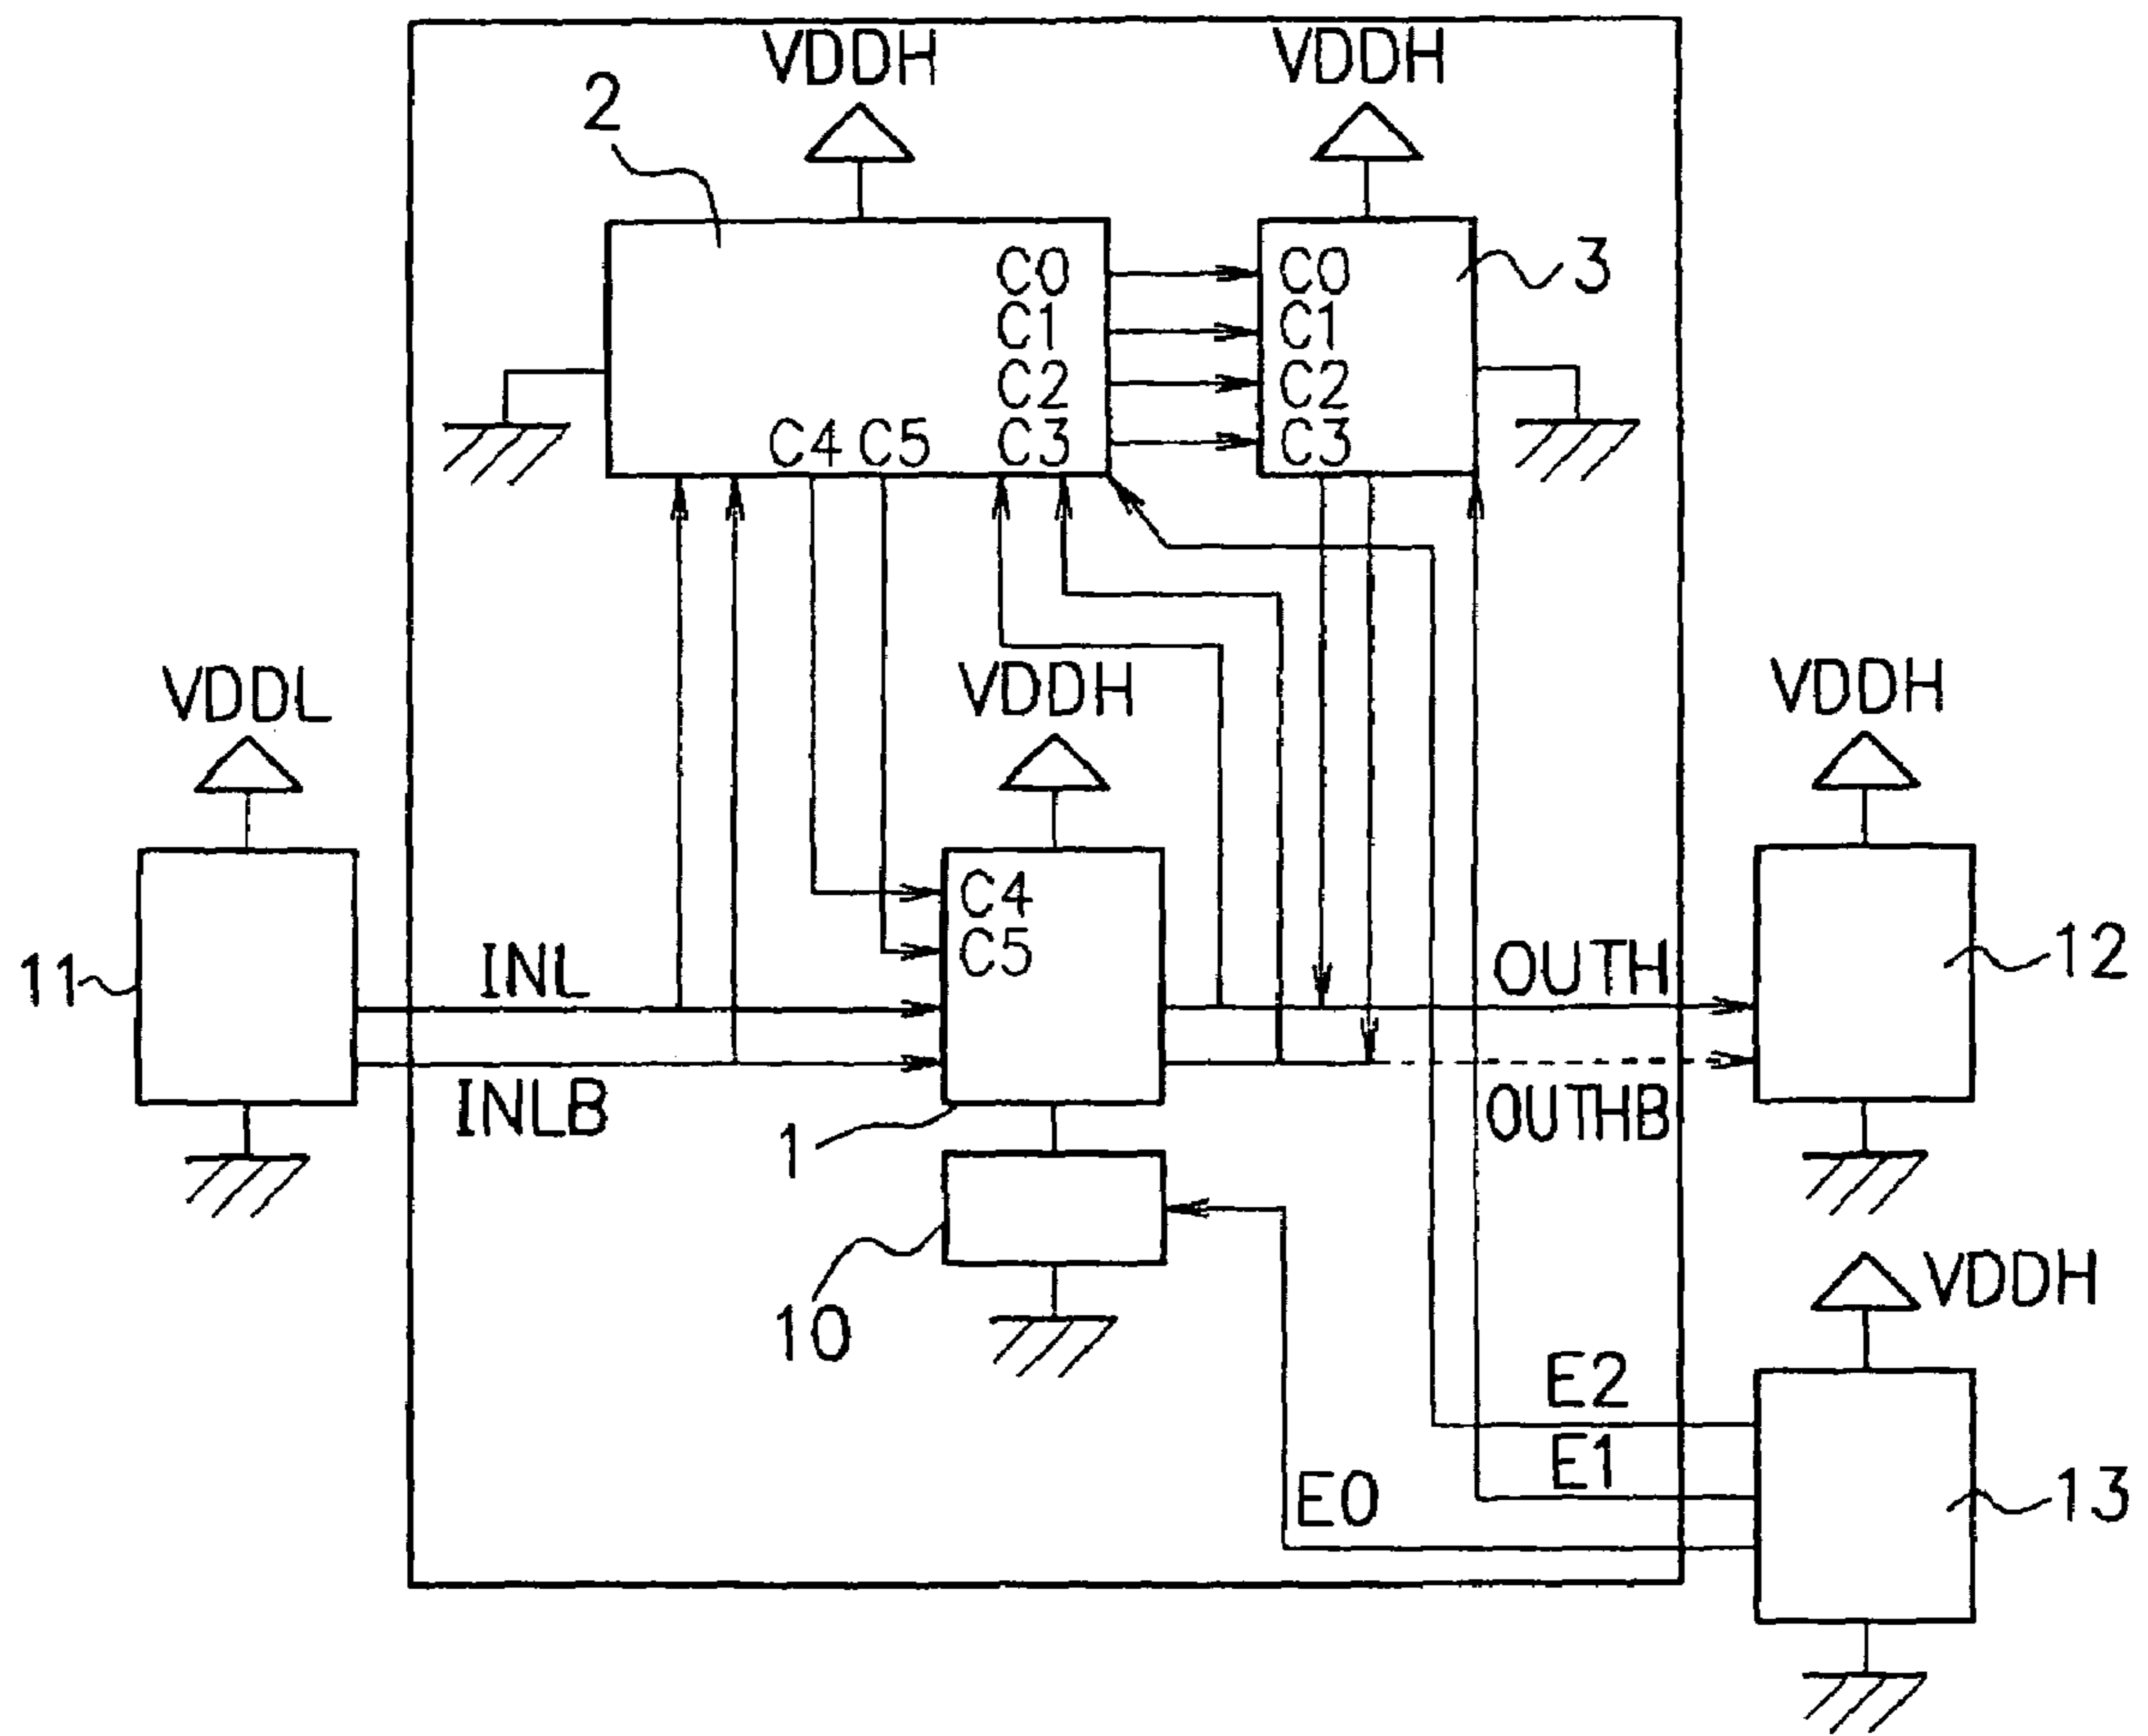 VDDH
VDDH
2
3
C0
C1
C2
C3
C4 C5
C0
C1
C2
C3
VDDL
VDDH
VDDH
C4
C5
11
12
INL
INLB
OUTH
OUTHB
1
10
VDDH
E2
E1
E0
13